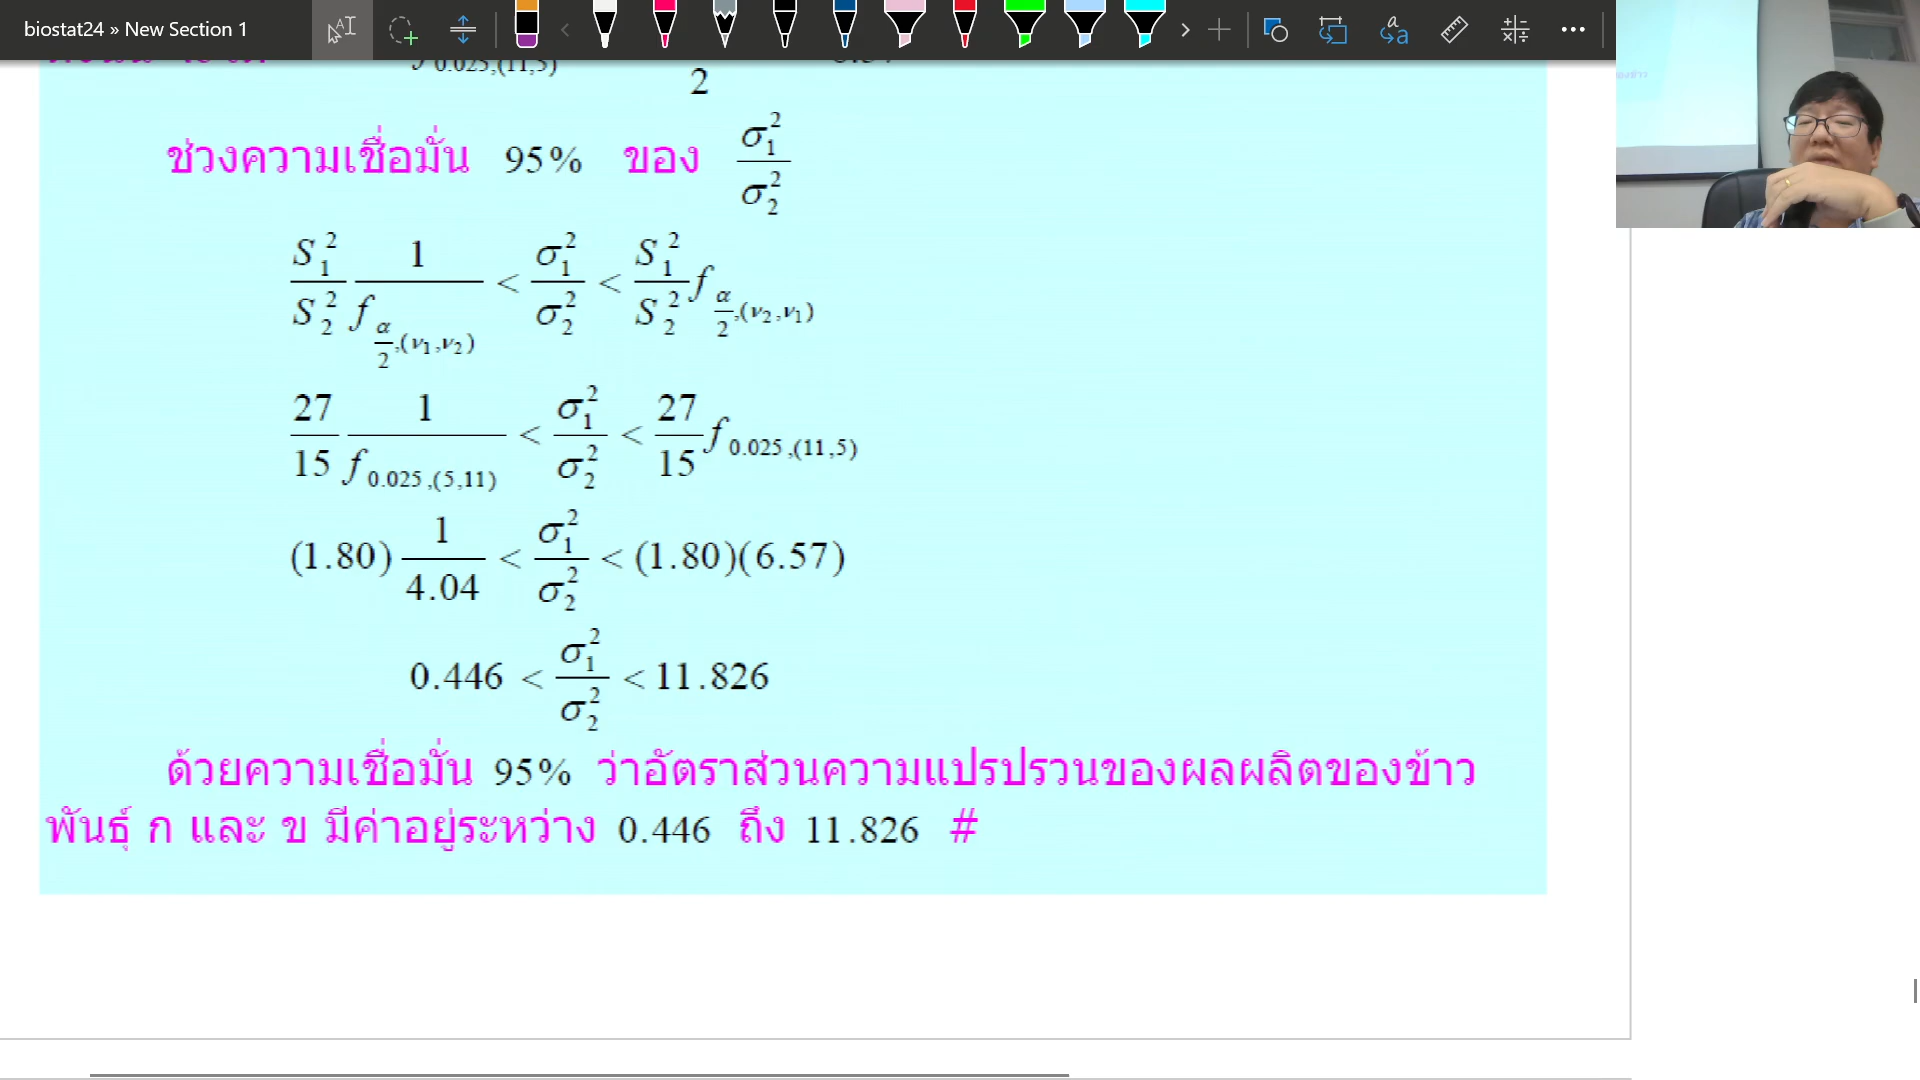 biostat24 » New Section 1
f 0.025,(11,5)
2
ช่วงความเชื่อมั่น 95% ของ σ₁²/σ₂²
S₁²/S₂² 1/f α/2,(ν₁,ν₂) < σ₁²/σ₂² < S₁²/S₂² f α/2,(ν₂,ν₁)
27/15 1/f 0.025,(5,11) < σ₁²/σ₂² < 27/15 f 0.025,(11,5)
(1.80) 1/4.04 < σ₁²/σ₂² < (1.80)(6.57)
0.446 < σ₁²/σ₂² < 11.826
ด้วยความเชื่อมั่น 95% ว่าอัตราส่วนความแปรปรวนของผลผลิตของข้าว
พันธุ์ ก และ ข มีค่าอยู่ระหว่าง 0.446 ถึง 11.826 #